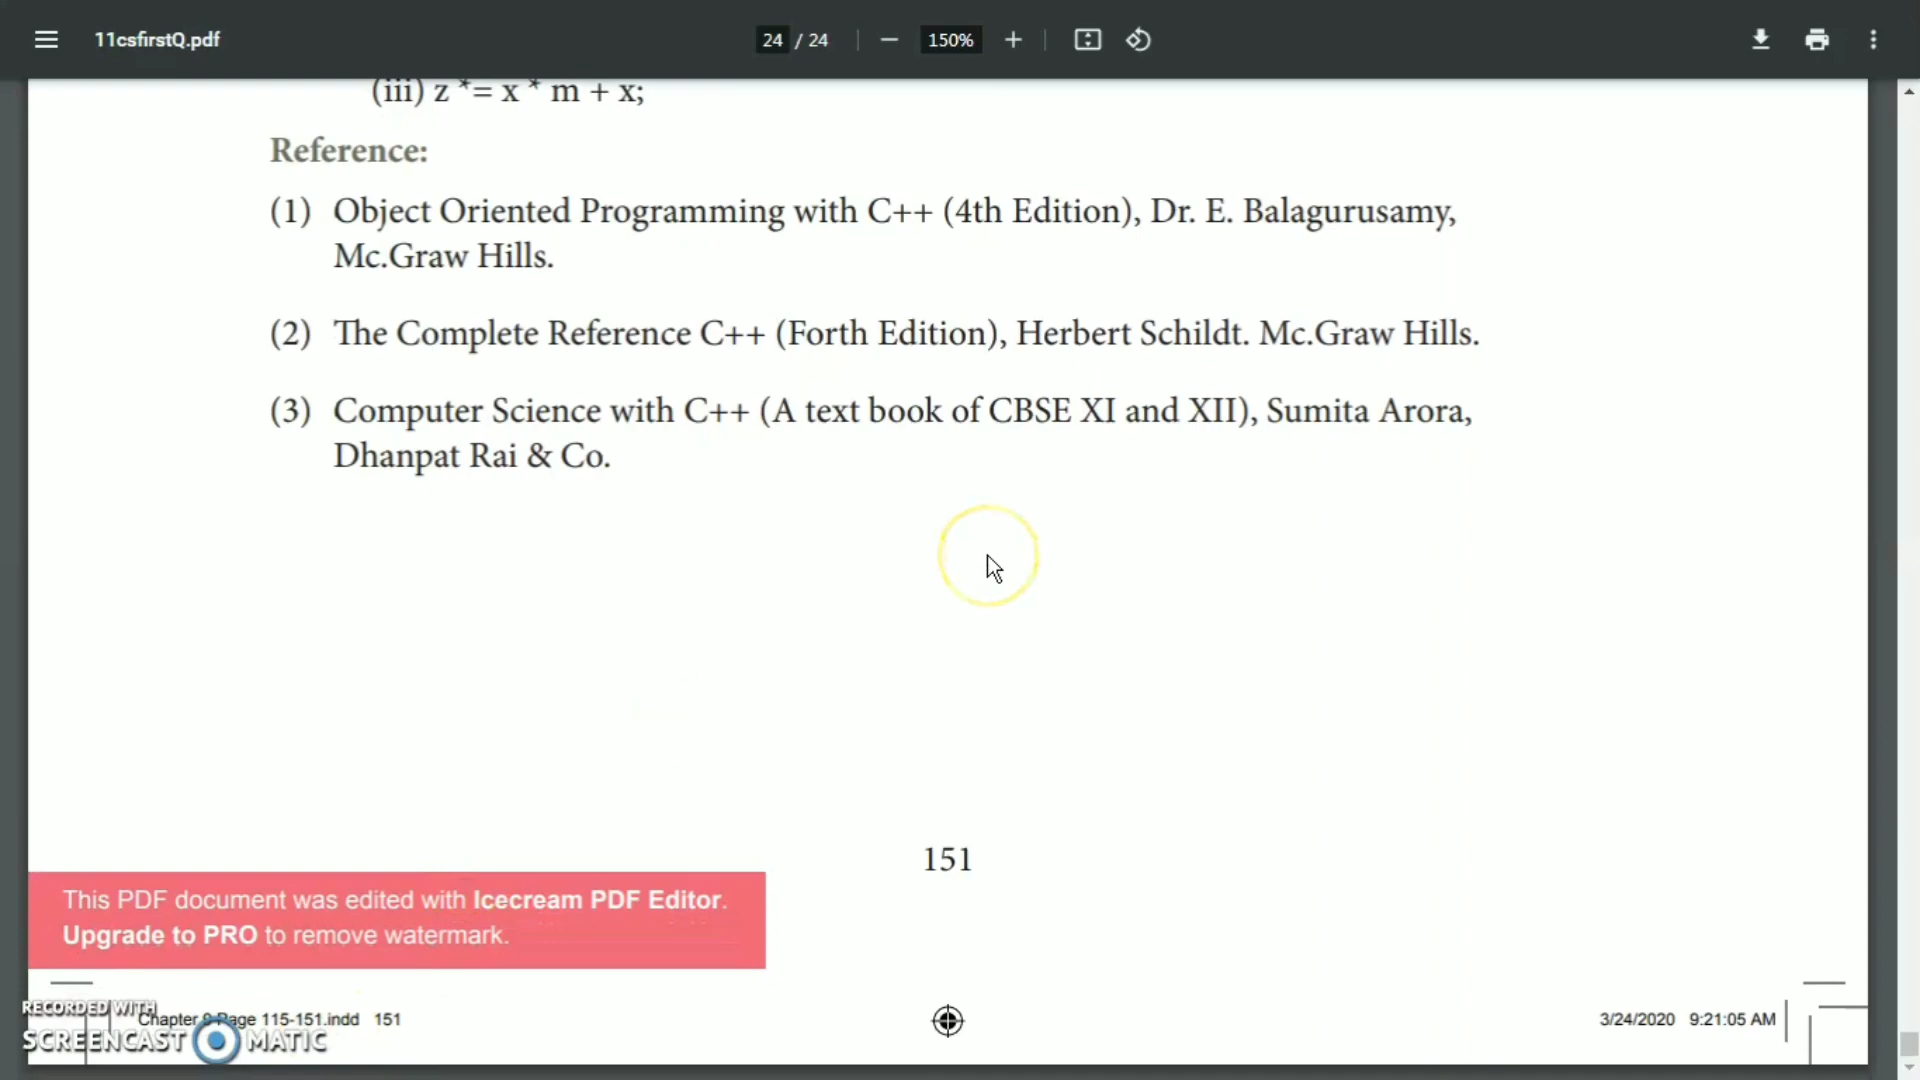 11csfirstQ.pdf
24 / 24
150%
(iii) z *= x * m + x;
Reference:
(1) Object Oriented Programming with C++ (4th Edition), Dr. E. Balagurusamy,
Mc.Graw Hills.
(2) The Complete Reference C++ (Forth Edition), Herbert Schildt. Mc.Graw Hills.
(3) Computer Science with C++ (A text book of CBSE XI and XII), Sumita Arora,
Dhanpat Rai & Co.
151
This PDF document was edited with Icecream PDF Editor.
Upgrade to PRO to remove watermark.
RECORDED WITH
Chapter 9 Page 115-151.indd 151
3/24/2020 9:21:05 AM
SCREENCAST MATIC